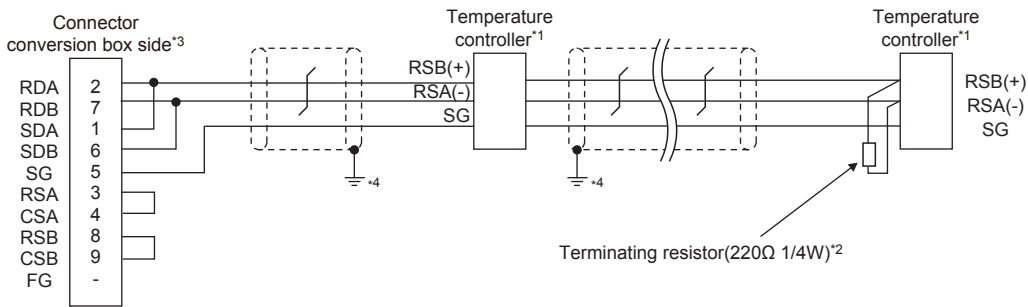 Connector
conversion box side*3
Temperature
controller*1
Temperature
controller*1
RDA 2
RDB 7
SDA 1
SDB 6
SG 5
RSA 3
CSA 4
RSB 8
CSB 9
FG -
RSB(+)
RSA(-)
SG
RSB(+)
RSA(-)
SG
*4
*4
Terminating resistor(220Ω 1/4W)*2